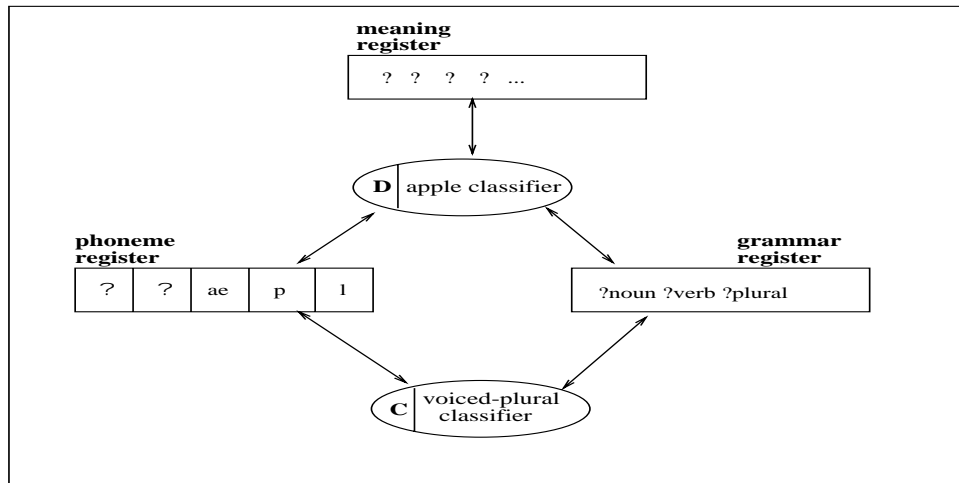 meaning
register
? ? ? ? ...
D apple classifier
phoneme
register
? ? ae p l
grammar
register
?noun ?verb ?plural
C voiced-plural
classifier